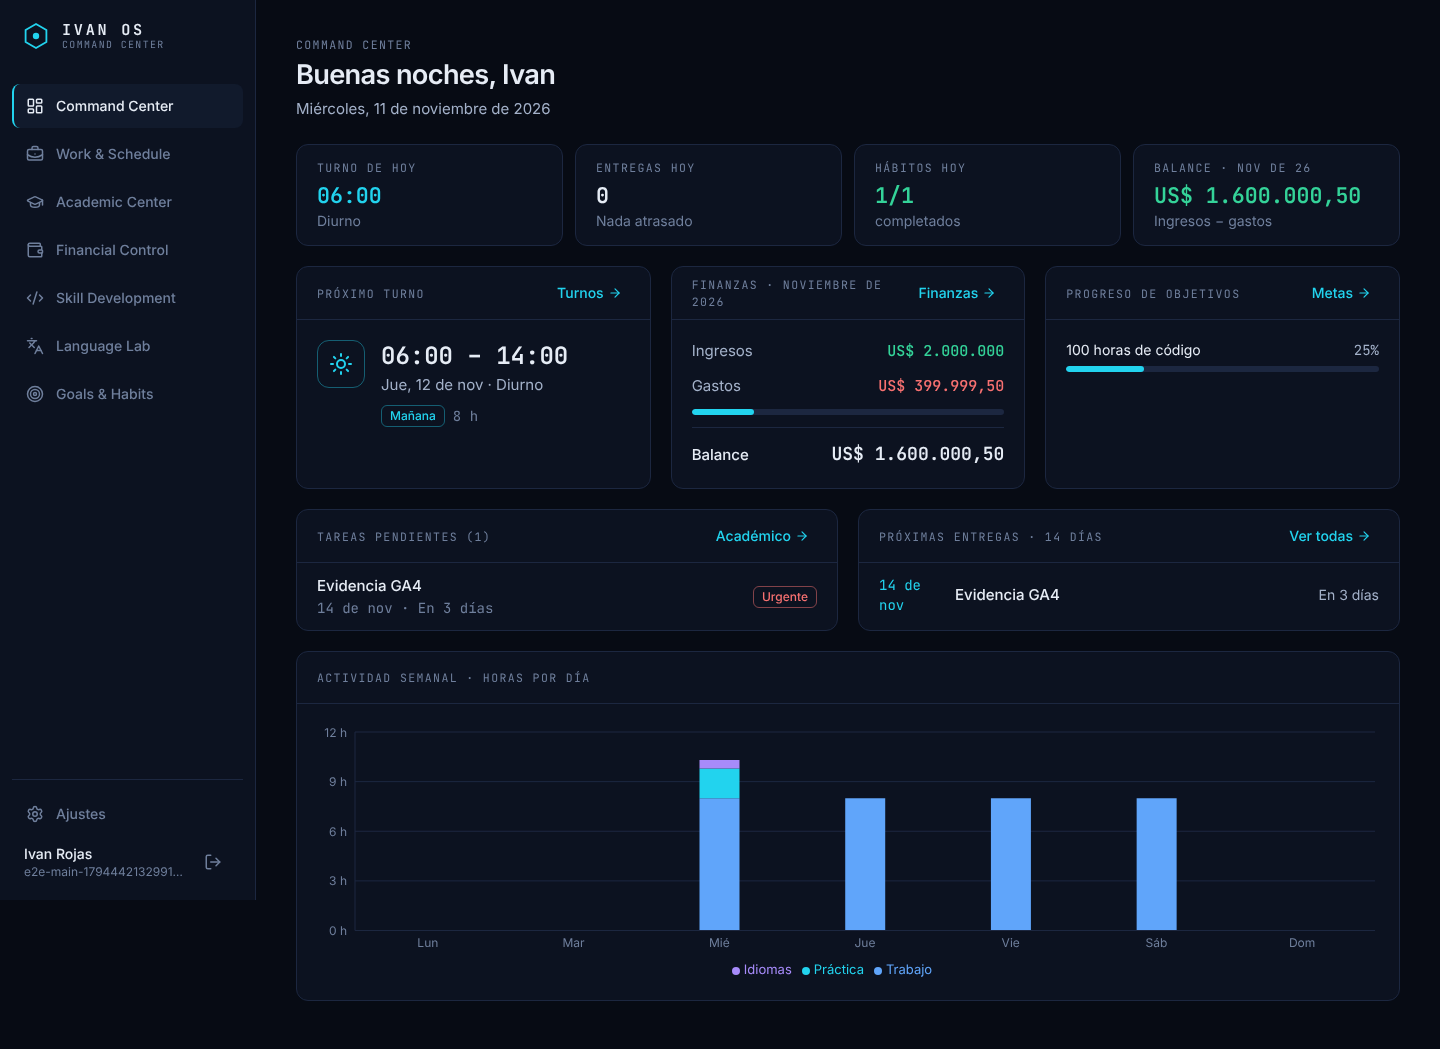 IVAN OS
COMMAND CENTER
Command Center
Work & Schedule
Academic Center
Financial Control
Skill Development
Language Lab
Goals & Habits
Ajustes
Ivan Rojas
e2e-main-1794442132991...
COMMAND CENTER
Buenas noches, Ivan
Miércoles, 11 de noviembre de 2026
TURNO DE HOY
06:00
Diurno
ENTREGAS HOY
0
Nada atrasado
HÁBITOS HOY
1/1
completados
BALANCE · NOV DE 26
US$ 1.600.000,50
Ingresos − gastos
PRÓXIMO TURNO
Turnos →
06:00 – 14:00
Jue, 12 de nov · Diurno
Mañana 8 h
FINANZAS · NOVIEMBRE DE
2026
Finanzas →
Ingresos US$ 2.000.000
Gastos US$ 399.999,50
Balance US$ 1.600.000,50
PROGRESO DE OBJETIVOS
Metas →
100 horas de código 25%
TAREAS PENDIENTES (1)
Académico →
Evidencia GA4
14 de nov · En 3 días
Urgente
PRÓXIMAS ENTREGAS · 14 DÍAS
Ver todas →
14 de
nov
Evidencia GA4
En 3 días
ACTIVIDAD SEMANAL · HORAS POR DÍA
12 h
9 h
6 h
3 h
0 h
Lun Mar Mié Jue Vie Sáb Dom
Idiomas Práctica Trabajo